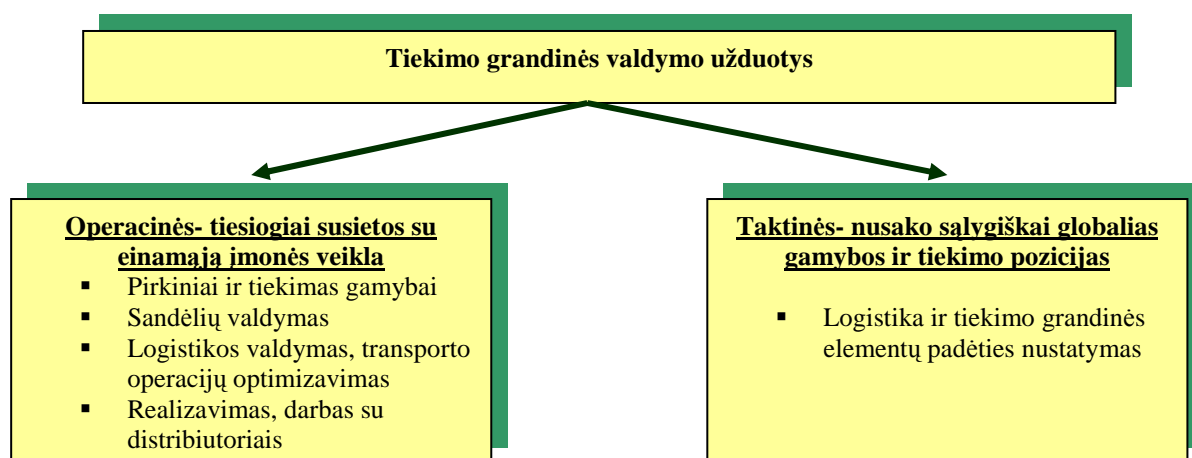 Tiekimo grandinės valdymo užduotys
Operacinės- tiesiogiai susietos su
einamąją įmonės veikla
▪ Pirkiniai ir tiekimas gamybai
▪ Sandėlių valdymas
▪ Logistikos valdymas, transporto
operacijų optimizavimas
▪ Realizavimas, darbas su
distribiutoriais
Taktinės- nusako sąlygiškai globalias
gamybos ir tiekimo pozicijas
▪ Logistika ir tiekimo grandinės
elementų padėties nustatymas